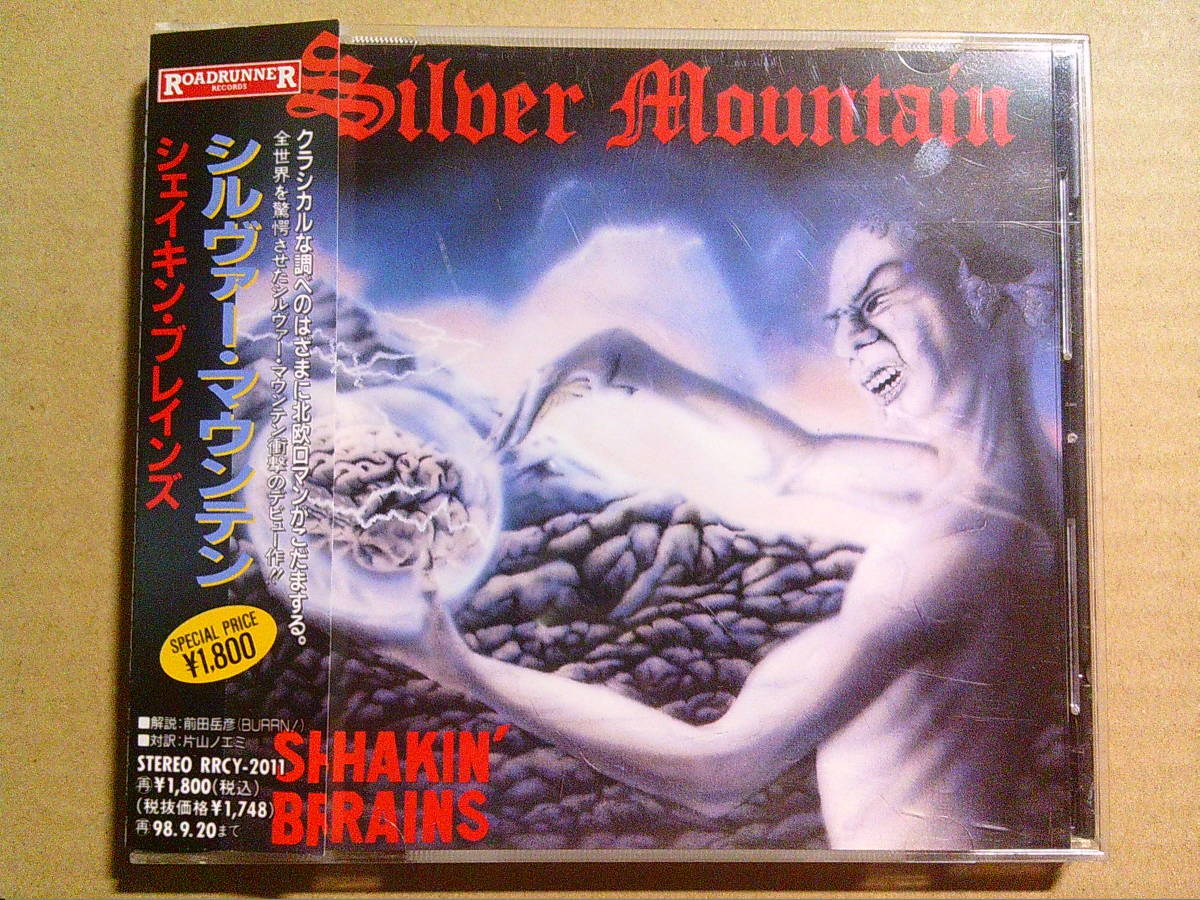 ROADRUNNER
RECORDS
Silver Mountain
クラシカルな調べのはざまに北欧ロマンがこだまする。
全世界を驚愕させたシルヴァー・マウンテン衝撃のデビュー作!!
シルヴァー・マウンテン
シェイキン・ブレインズ
SPECIAL PRICE
¥1,800
■解説:前田岳彦(BURRN!)
■対訳:片山ノエミ
STEREO RRCY-2011
再¥1,800(税込)
(税抜価格¥1,748)
再98.9.20まで
SHAKIN'
BRAINS